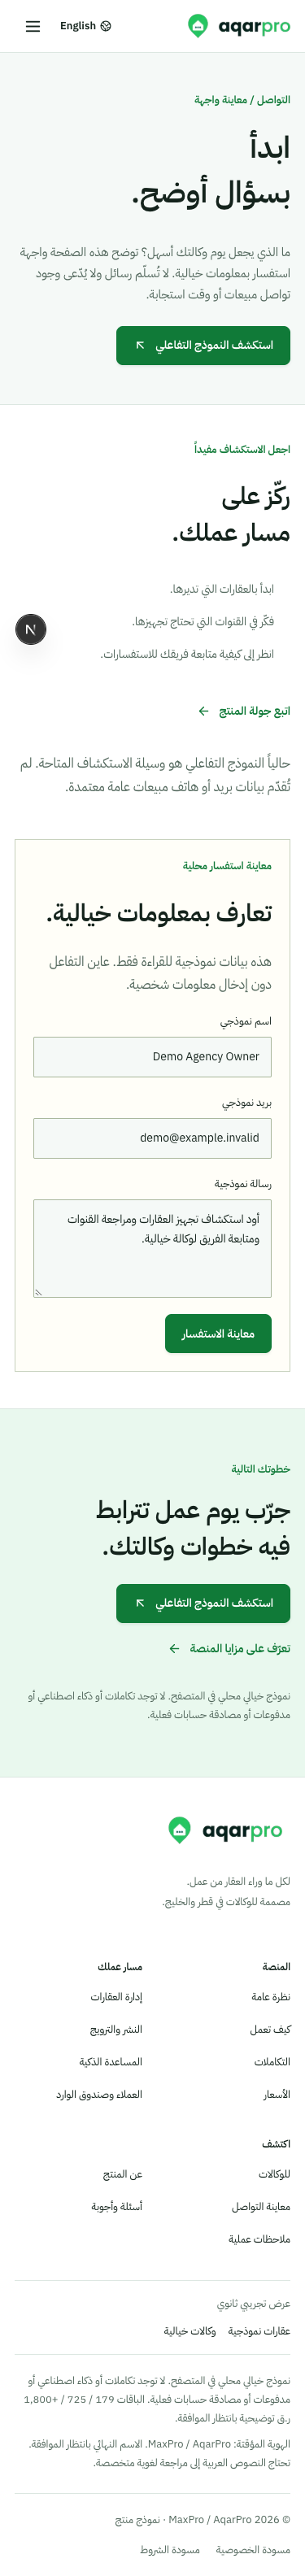 aqarpro
English
التواصل / معاينة واجهة
ابدأ
بسؤال أوضح.
ما الذي يجعل يوم وكالتك أسهل؟ توضح هذه الصفحة واجهة
استفسار بمعلومات خيالية. لا تُسلّم رسائل ولا يُدّعى وجود
تواصل مبيعات أو وقت استجابة.
استكشف النموذج التفاعلي
اجعل الاستكشاف مفيداً
ركّز على
مسار عملك.
ابدأ بالعقارات التي تديرها.
فكّر في القنوات التي تحتاج تجهيزها.
انظر إلى كيفية متابعة فريقك للاستفسارات.
N
اتبع جولة المنتج
حالياً النموذج التفاعلي هو وسيلة الاستكشاف المتاحة. لم
تُقدّم بيانات بريد أو هاتف مبيعات عامة معتمدة.
معاينة استفسار محلية
تعارف بمعلومات خيالية.
هذه بيانات نموذجية للقراءة فقط. عاين التفاعل
دون إدخال معلومات شخصية.
اسم نموذجي
Demo Agency Owner
بريد نموذجي
demo@example.invalid
رسالة نموذجية
أود استكشاف تجهيز العقارات ومراجعة القنوات
ومتابعة الفريق لوكالة خيالية.
معاينة الاستفسار
خطوتك التالية
جرّب يوم عمل تترابط
فيه خطوات وكالتك.
استكشف النموذج التفاعلي
تعرّف على مزايا المنصة
نموذج خيالي محلي في المتصفح. لا توجد تكاملات أو ذكاء اصطناعي أو
مدفوعات أو مصادقة حسابات فعلية.
aqarpro
لكل ما وراء العقار من عمل.
مصممة للوكالات في قطر والخليج.
المنصة
مسار عملك
نظرة عامة
إدارة العقارات
كيف تعمل
النشر والترويج
التكاملات
المساعدة الذكية
الأسعار
العملاء وصندوق الوارد
اكتشف
للوكالات
عن المنتج
معاينة التواصل
أسئلة وأجوبة
ملاحظات عملية
عرض تجريبي ثانوي
عقارات نموذجية
وكالات خيالية
نموذج خيالي محلي في المتصفح. لا توجد تكاملات أو ذكاء اصطناعي أو
مدفوعات أو مصادقة حسابات فعلية. الباقات 179 / 725 / +1,800
ر.ق توضيحية بانتظار الموافقة.
الهوية المؤقتة: MaxPro / AqarPro. الاسم النهائي بانتظار الموافقة.
تحتاج النصوص العربية إلى مراجعة لغوية متخصصة.
© 2026 MaxPro / AqarPro · نموذج منتج
مسودة الخصوصية
مسودة الشروط